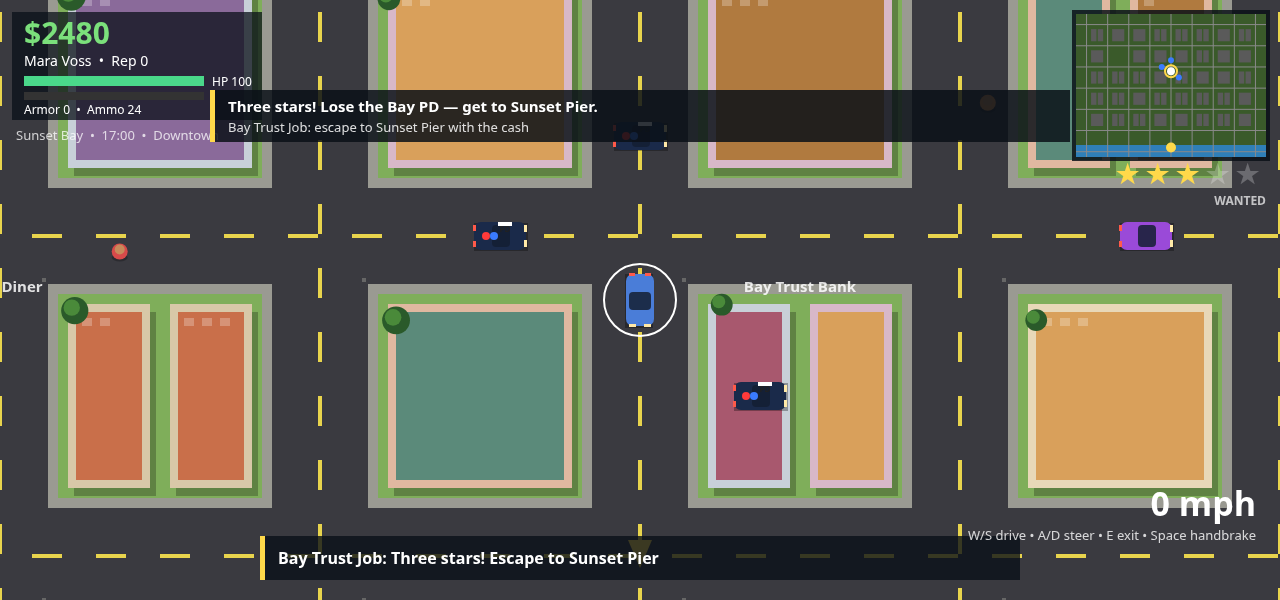 $2480
Mara Voss • Rep 0
HP 100
Armor 0 • Ammo 24
Sunset Bay • 17:00 • Downtow
Three stars! Lose the Bay PD — get to Sunset Pier.
Bay Trust Job: escape to Sunset Pier with the cash
WANTED
Diner
Bay Trust Bank
0 mph
W/S drive • A/D steer • E exit • Space handbrake
Bay Trust Job: Three stars! Escape to Sunset Pier